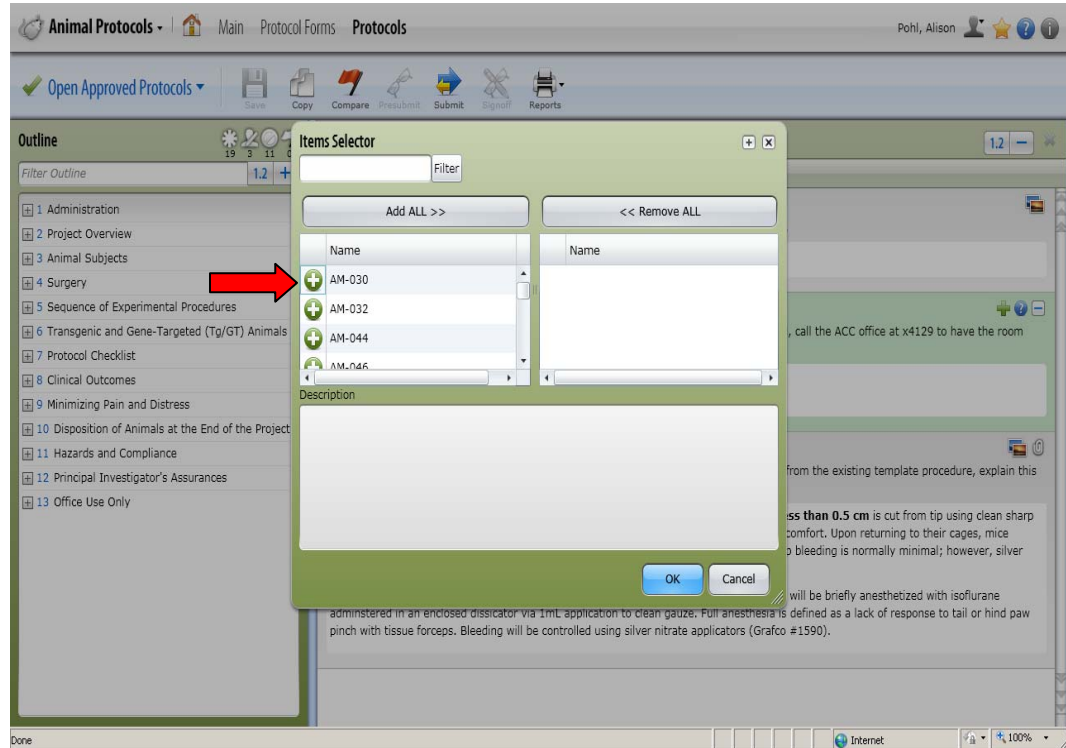 Animal Protocols Main Protocol Forms Protocols Pohl, Alison
Open Approved Protocols Save Copy Compare Presubmit Submit Signoff Reports
Outline 19 3 11
Filter Outline 1.2 +
1 Administration
2 Project Overview
3 Animal Subjects
4 Surgery
5 Sequence of Experimental Procedures
6 Transgenic and Gene-Targeted (Tg/GT) Animals
7 Protocol Checklist
8 Clinical Outcomes
9 Minimizing Pain and Distress
10 Disposition of Animals at the End of the Project
11 Hazards and Compliance
12 Principal Investigator's Assurances
13 Office Use Only
Items Selector
Filter
Add ALL >> << Remove ALL
Name Name
AM-030
AM-032
AM-044
AM-046
Description
OK Cancel
1.2
, call the ACC office at x4129 to have the room
from the existing template procedure, explain this
ess than 0.5 cm is cut from tip using clean sharp
comfort. Upon returning to their cages, mice
bleeding is normally minimal; however, silver
will be briefly anesthetized with isoflurane
adminstered in an enclosed dissicator via 1mL application to clean gauze. Full anesthesia is defined as a lack of response to tail or hind paw
pinch with tissue forceps. Bleeding will be controlled using silver nitrate applicators (Grafco #1590).
Done Internet 100%